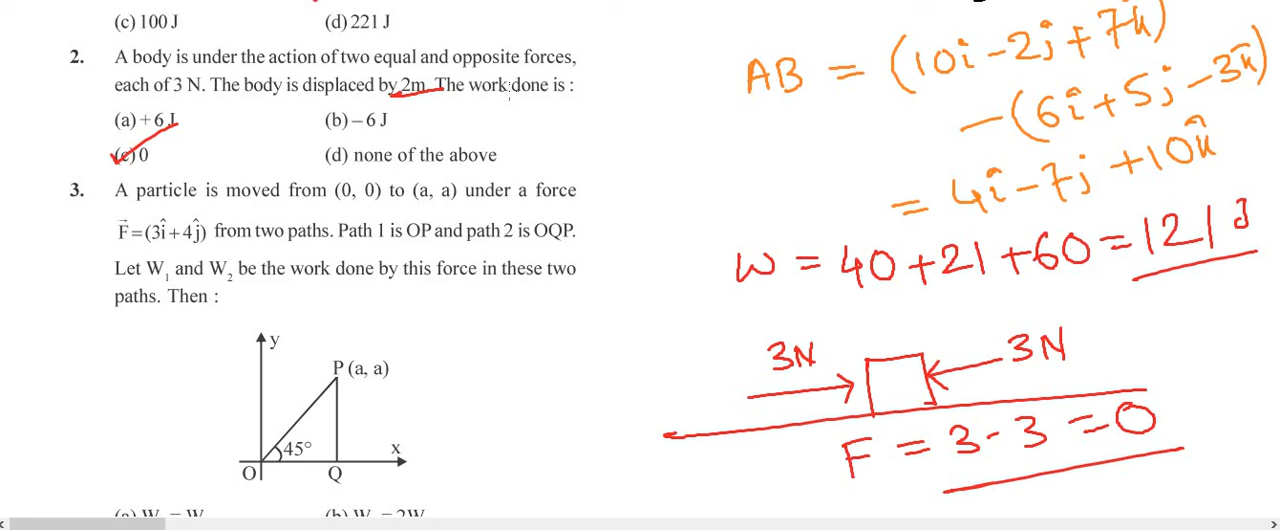 (c) 100 J (d) 221 J
2. A body is under the action of two equal and opposite forces,
each of 3 N. The body is displaced by 2m. The work done is :
(a) + 6 J (b) – 6 J
(c) 0 (d) none of the above
3. A particle is moved from (0, 0) to (a, a) under a force
F⃗=(3î+4ĵ) from two paths. Path 1 is OP and path 2 is OQP.
Let W₁ and W₂ be the work done by this force in these two
paths. Then :
y
P (a, a)
45°
x
O
Q
AB = (10î – 2ĵ + 7k̂)
– (6î + 5j – 3k̂)
= 4î – 7j + 10k̂
W = 40 + 21 + 60 = 121 J
3N
3N
F = 3 - 3 = 0